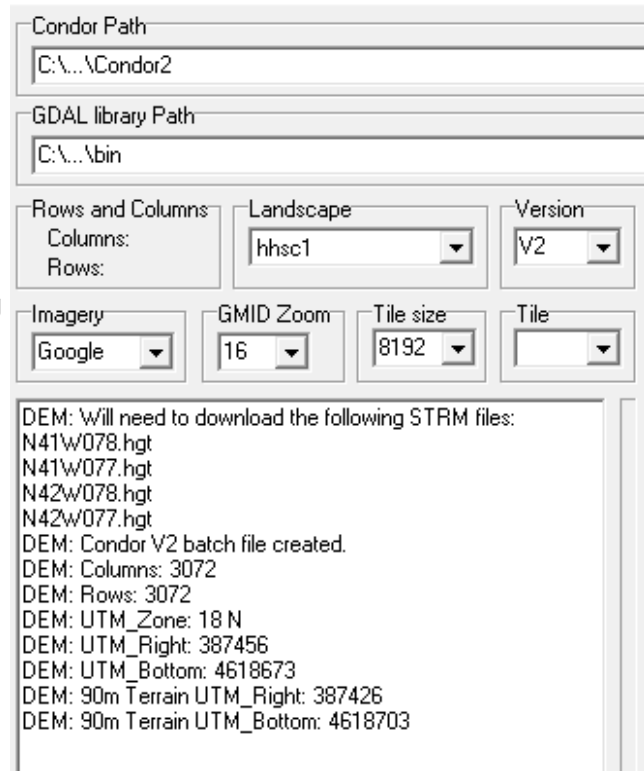 Condor Path
C:\...\Condor2
GDAL library Path
C:\...\bin
Rows and Columns
Columns:
Rows:
Landscape
hhsc1
Version
V2
Imagery
Google
GMID Zoom
16
Tile size
8192
Tile
DEM: Will need to download the following STRM files:
N41W078.hgt
N41W077.hgt
N42W078.hgt
N42W077.hgt
DEM: Condor V2 batch file created.
DEM: Columns: 3072
DEM: Rows: 3072
DEM: UTM_Zone: 18 N
DEM: UTM_Right: 387456
DEM: UTM_Bottom: 4618673
DEM: 90m Terrain UTM_Right: 387426
DEM: 90m Terrain UTM_Bottom: 4618703